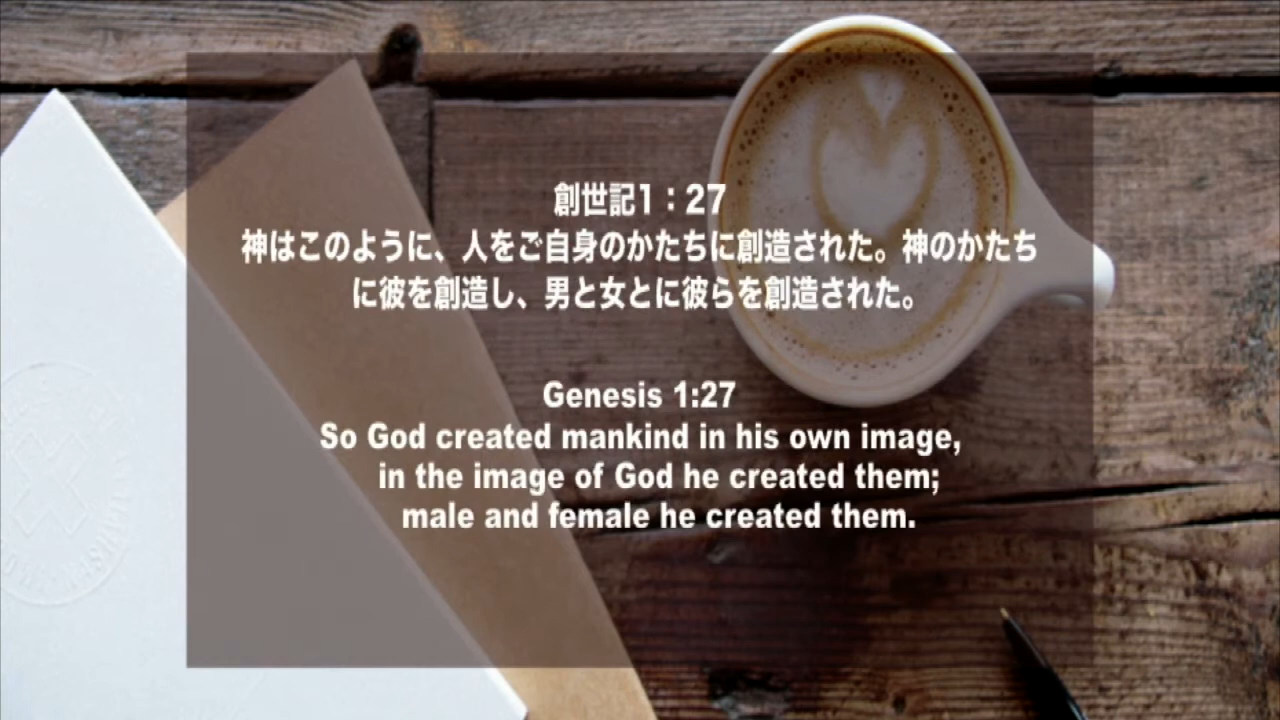 創世記1：27
神はこのように、人をご自身のかたちに創造された。神のかたち
に彼を創造し、男と女とに彼らを創造された。
Genesis 1:27
So God created mankind in his own image,
in the image of God he created them;
male and female he created them.